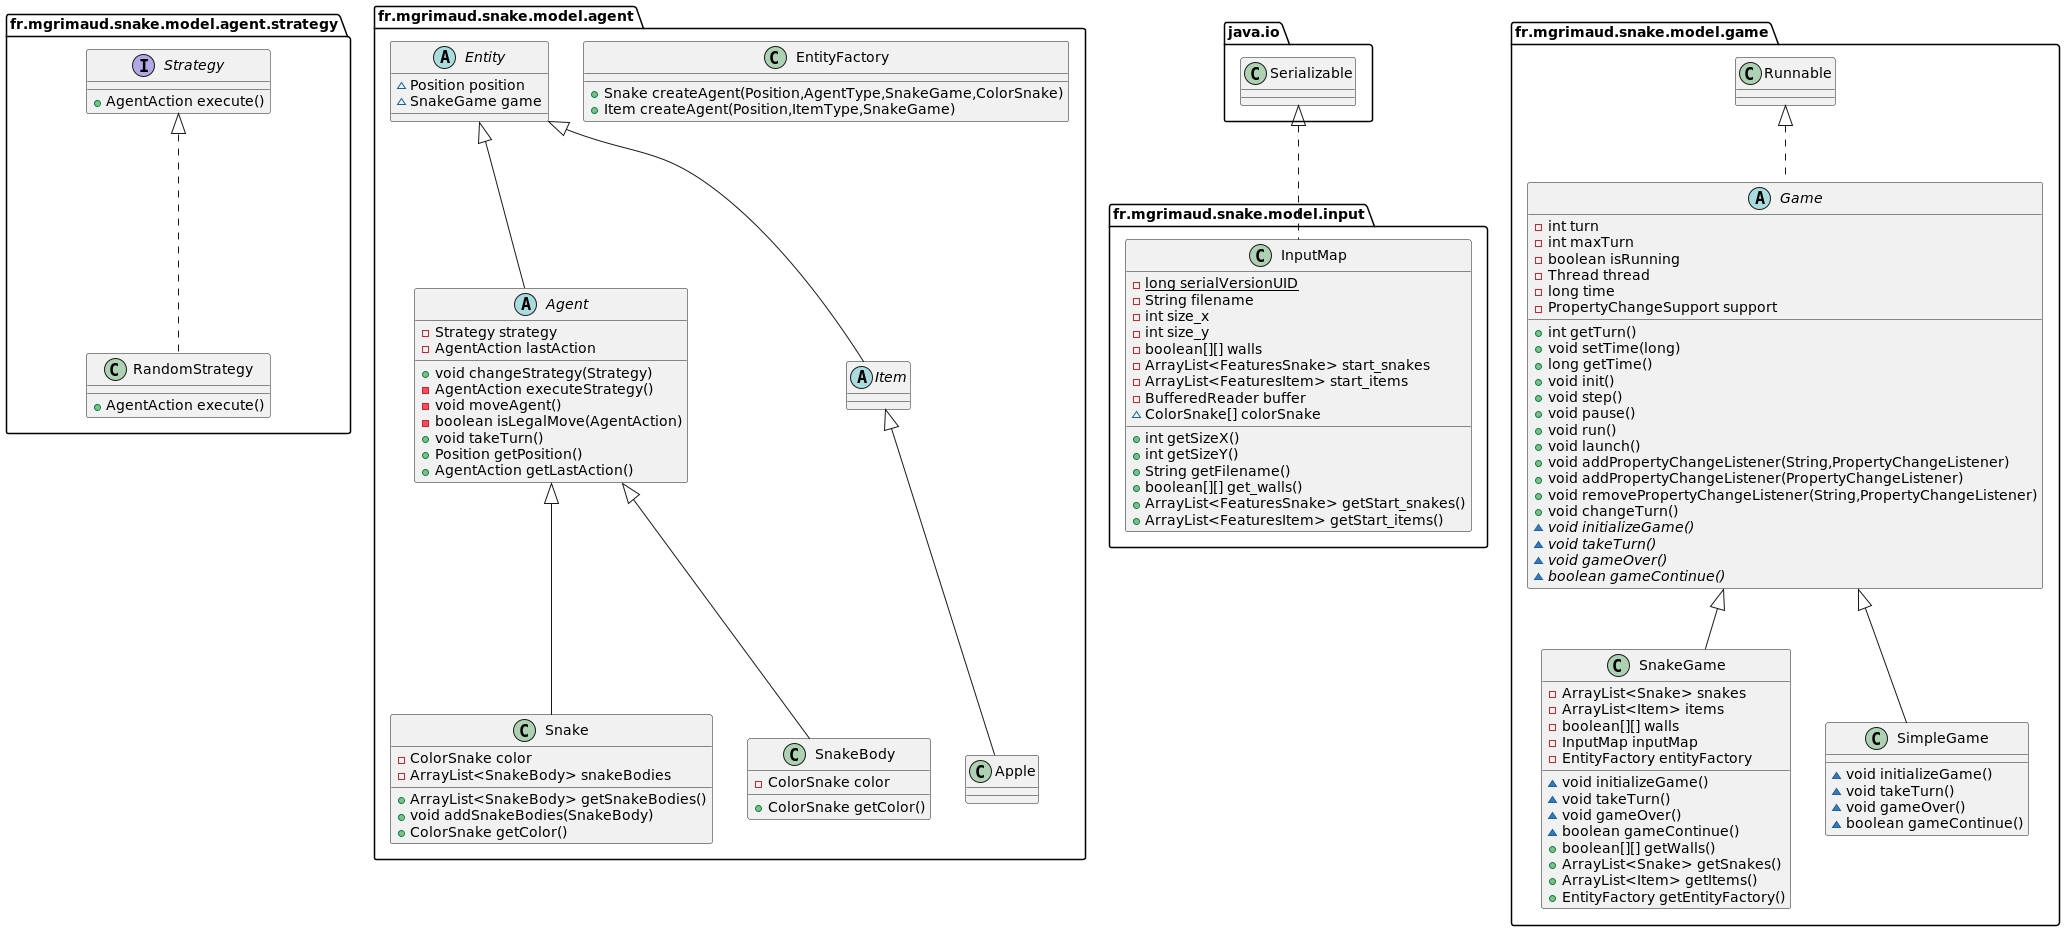 fr.mgrimaud.snake.model.agent.strategy
I Strategy
AgentAction execute()
C RandomStrategy
AgentAction execute()
fr.mgrimaud.snake.model.agent
A Entity
Position position
SnakeGame game
C EntityFactory
Snake createAgent(Position,AgentType,SnakeGame,ColorSnake)
Item createAgent(Position,ItemType,SnakeGame)
A Agent
Strategy strategy
AgentAction lastAction
void changeStrategy(Strategy)
AgentAction executeStrategy()
void moveAgent()
boolean isLegalMove(AgentAction)
void takeTurn()
Position getPosition()
AgentAction getLastAction()
A Item
C Snake
ColorSnake color
ArrayList<SnakeBody> snakeBodies
ArrayList<SnakeBody> getSnakeBodies()
void addSnakeBodies(SnakeBody)
ColorSnake getColor()
C SnakeBody
ColorSnake color
ColorSnake getColor()
C Apple
java.io
C Serializable
fr.mgrimaud.snake.model.input
C InputMap
long serialVersionUID
String filename
int size_x
int size_y
boolean[][] walls
ArrayList<FeaturesSnake> start_snakes
ArrayList<FeaturesItem> start_items
BufferedReader buffer
ColorSnake[] colorSnake
int getSizeX()
int getSizeY()
String getFilename()
boolean[][] get_walls()
ArrayList<FeaturesSnake> getStart_snakes()
ArrayList<FeaturesItem> getStart_items()
fr.mgrimaud.snake.model.game
C Runnable
A Game
int turn
int maxTurn
boolean isRunning
Thread thread
long time
PropertyChangeSupport support
int getTurn()
void setTime(long)
long getTime()
void init()
void step()
void pause()
void run()
void launch()
void addPropertyChangeListener(String,PropertyChangeListener)
void addPropertyChangeListener(PropertyChangeListener)
void removePropertyChangeListener(String,PropertyChangeListener)
void changeTurn()
void initializeGame()
void takeTurn()
void gameOver()
boolean gameContinue()
C SnakeGame
ArrayList<Snake> snakes
ArrayList<Item> items
boolean[][] walls
InputMap inputMap
EntityFactory entityFactory
void initializeGame()
void takeTurn()
void gameOver()
boolean gameContinue()
boolean[][] getWalls()
ArrayList<Snake> getSnakes()
ArrayList<Item> getItems()
EntityFactory getEntityFactory()
C SimpleGame
void initializeGame()
void takeTurn()
void gameOver()
boolean gameContinue()